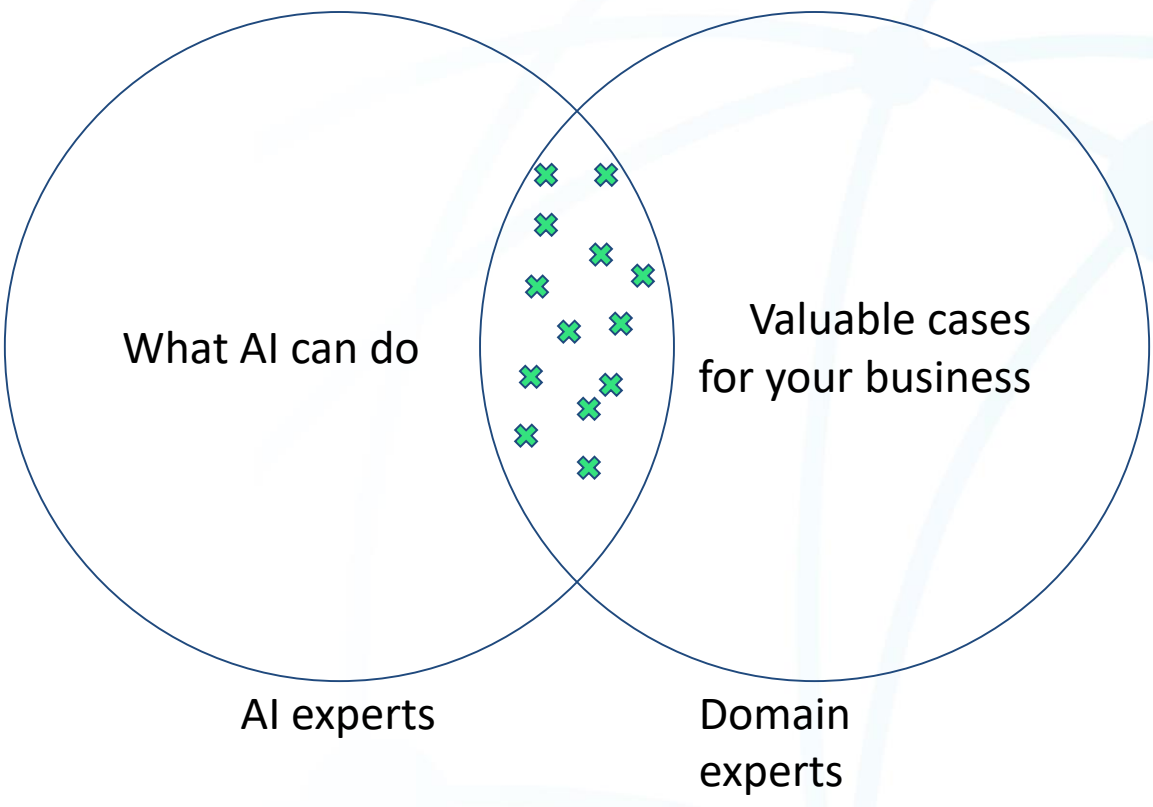 What AI can do
Valuable cases
for your business
AI experts
Domain
experts